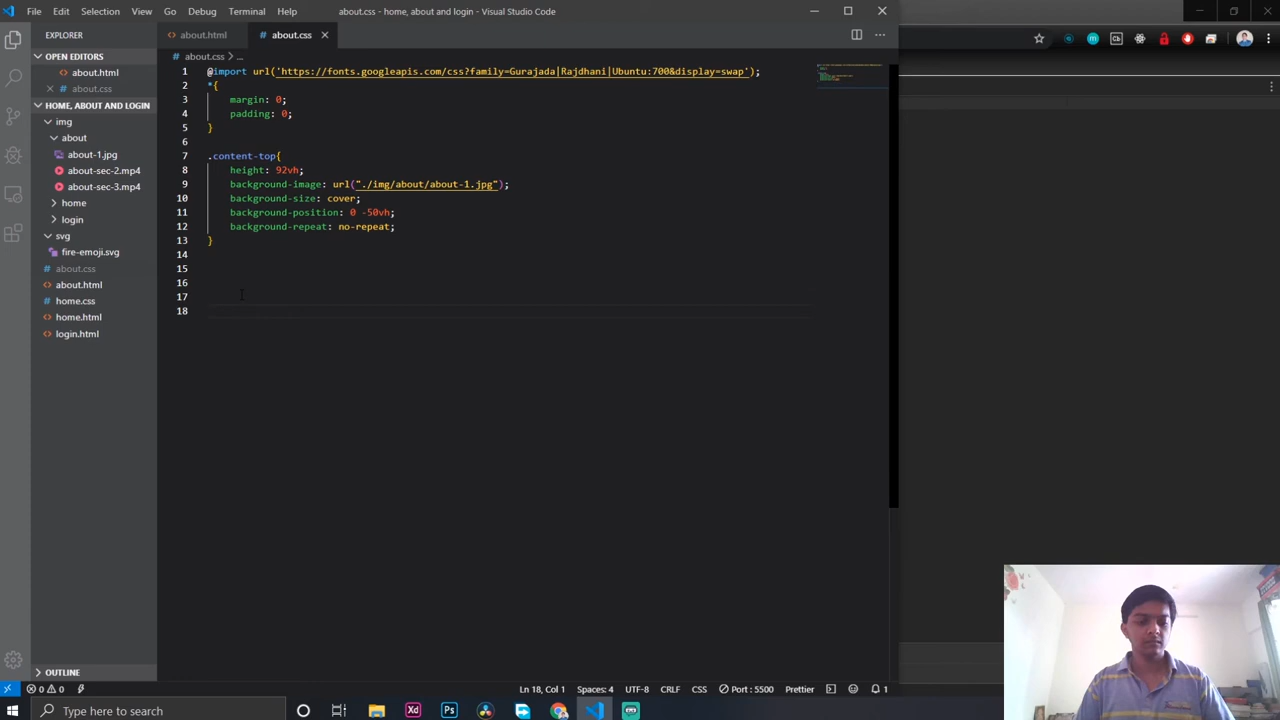 File Edit Selection View Go Debug Terminal Help
about.css - home, about and login - Visual Studio Code
EXPLORER
about.html
about.css
OPEN EDITORS
about.html
about.css
HOME, ABOUT AND LOGIN
img
about
about-1.jpg
about-sec-2.mp4
about-sec-3.mp4
home
login
svg
fire-emoji.svg
about.css
about.html
home.css
home.html
login.html
OUTLINE
about.css > ...
1 @import url('https://fonts.googleapis.com/css?family=Gurajada|Rajdhani|Ubuntu:700&display=swap');
2 *{
3 margin: 0;
4 padding: 0;
5 }
6
7 .content-top{
8 height: 92vh;
9 background-image: url("./img/about/about-1.jpg");
10 background-size: cover;
11 background-position: 0 -50vh;
12 background-repeat: no-repeat;
13 }
14
15
16
17
18
0 0
Ln 18, Col 1 Spaces: 4 UTF-8 CRLF CSS Port : 5500 Prettier 1
Type here to search
Xd Ps